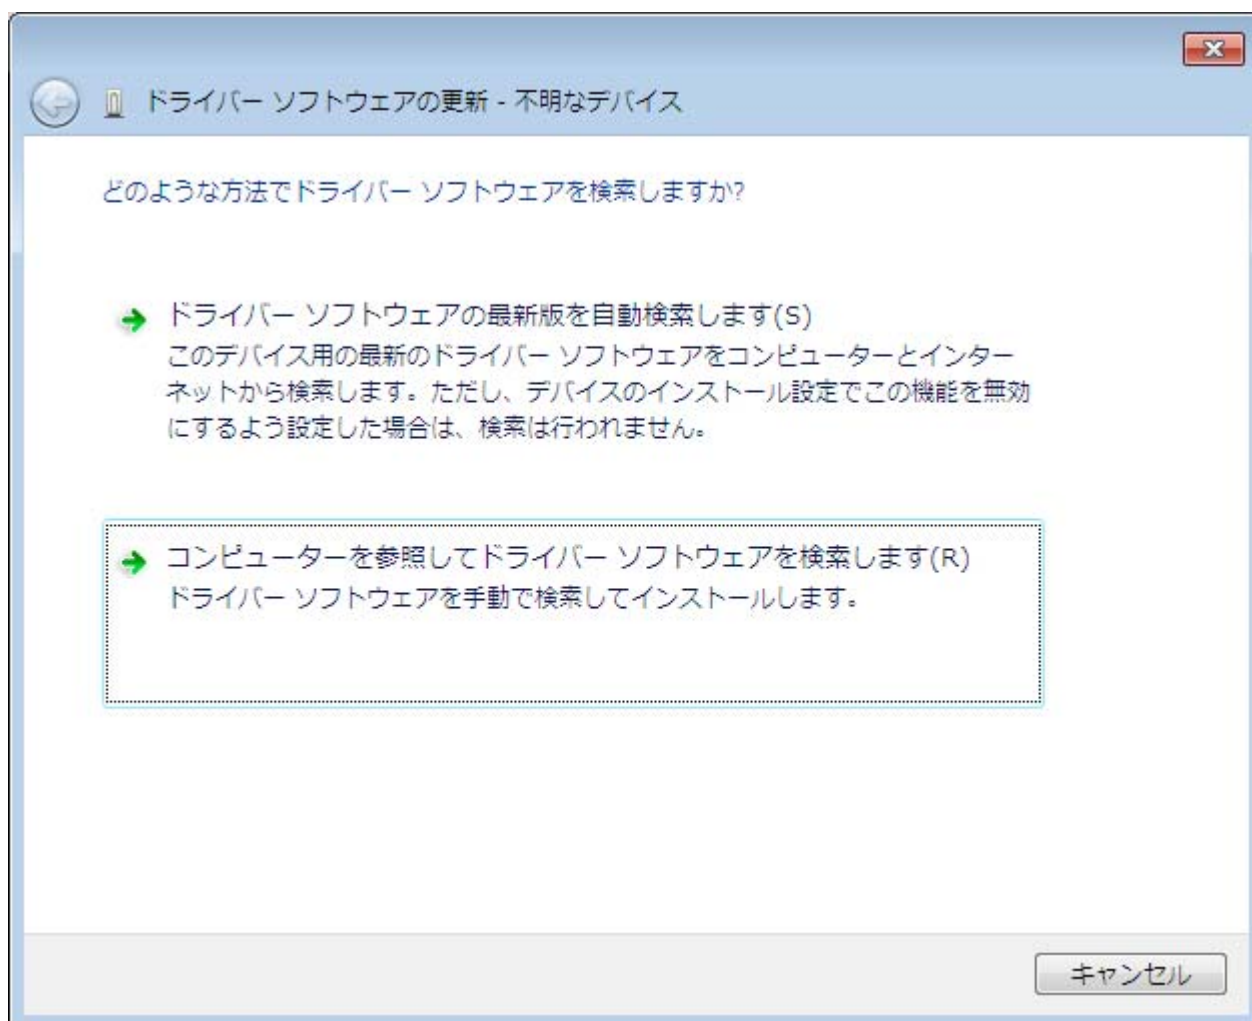 ドライバー ソフトウェアの更新 - 不明なデバイス
どのような方法でドライバー ソフトウェアを検索しますか?
ドライバー ソフトウェアの最新版を自動検索します(S)
このデバイス用の最新のドライバー ソフトウェアをコンピューターとインター
ネットから検索します。ただし、デバイスのインストール設定でこの機能を無効
にするよう設定した場合は、検索は行われません。
コンピューターを参照してドライバー ソフトウェアを検索します(R)
ドライバー ソフトウェアを手動で検索してインストールします。
キャンセル